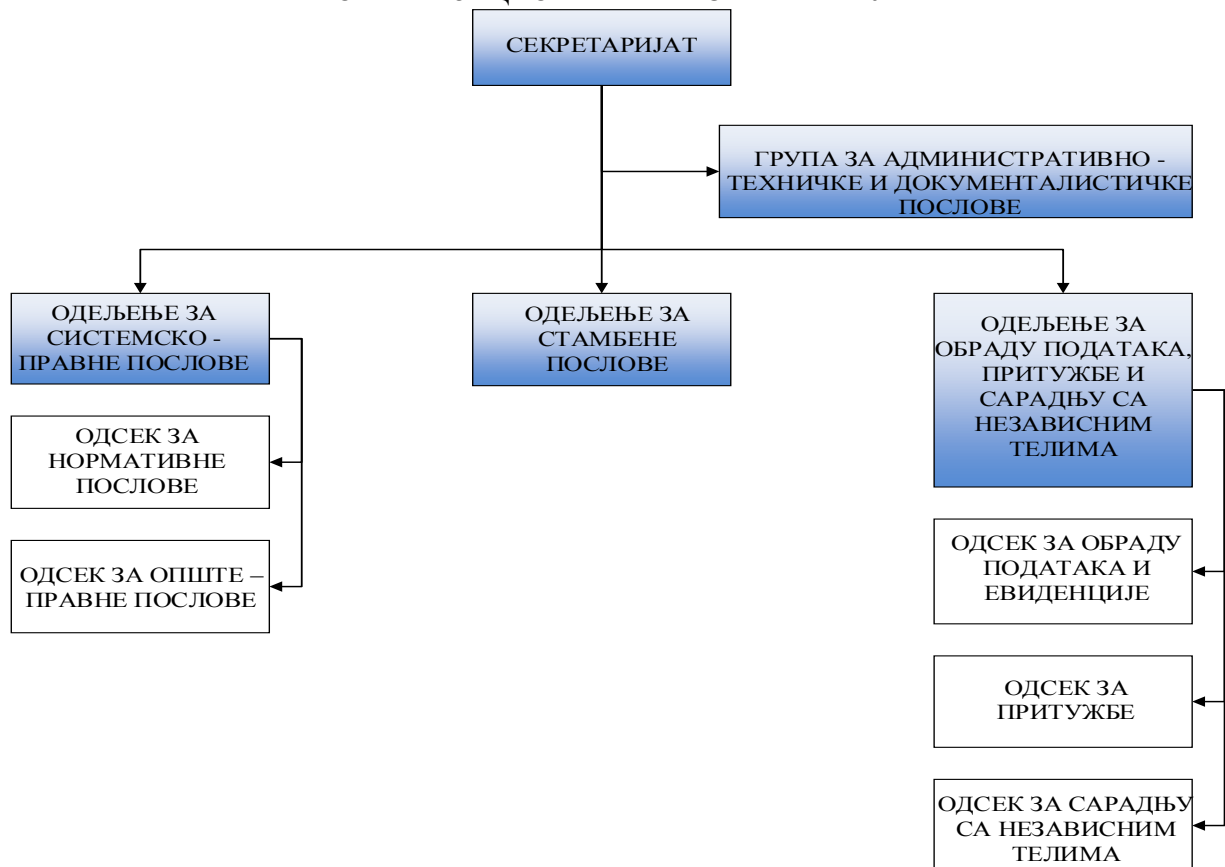 СЕКРЕТАРИЈАТ
ГРУПА ЗА АДМИНИСТРАТИВНО -
ТЕХНИЧКЕ И ДОКУМЕНТАЛИСТИЧКЕ
ПОСЛОВЕ
ОДЕЉЕЊЕ ЗА
СИСТЕМСКО -
ПРАВНЕ ПОСЛОВЕ
ОДЕЉЕЊЕ ЗА
СТАМБЕНЕ
ПОСЛОВЕ
ОДЕЉЕЊЕ ЗА
ОБРАДУ ПОДАТАКА,
ПРИТУЖБЕ И
САРАДЊУ СА
НЕЗАВИСНИМ
ТЕЛИМА
ОДСЕК ЗА
НОРМАТИВНЕ
ПОСЛОВЕ
ОДСЕК ЗА ОПШТЕ –
ПРАВНЕ ПОСЛОВЕ
ОДСЕК ЗА ОБРАДУ
ПОДАТАКА И
ЕВИДЕНЦИЈЕ
ОДСЕК ЗА
ПРИТУЖБЕ
ОДСЕК ЗА САРАДЊУ
СА НЕЗАВИСНИМ
ТЕЛИМА